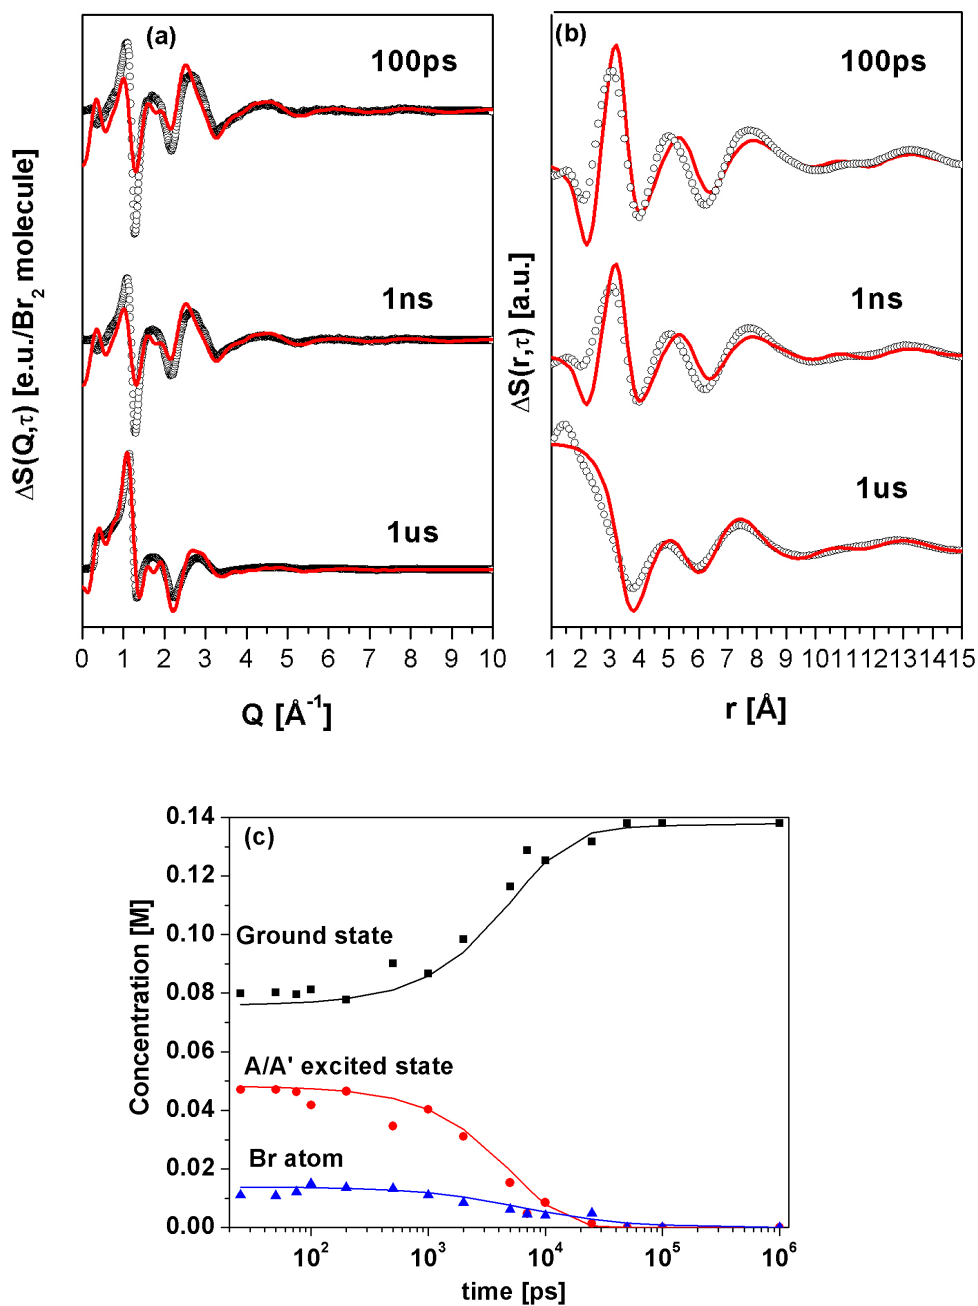 (a)
100ps
1ns
1us
ΔS(Q,τ) [e.u./Br₂ molecule]
0 1 2 3 4 5 6 7 8 9 10
Q [Å⁻¹]
(b)
100ps
1ns
1us
ΔS(r,τ) [a.u.]
1 2 3 4 5 6 7 8 9 10 11 12 13 14 15
r [Å]
(c)
0.14
0.12
0.10
0.08
0.06
0.04
0.02
0.00
Concentration [M]
Ground state
A/A' excited state
Br atom
10² 10³ 10⁴ 10⁵ 10⁶
time [ps]